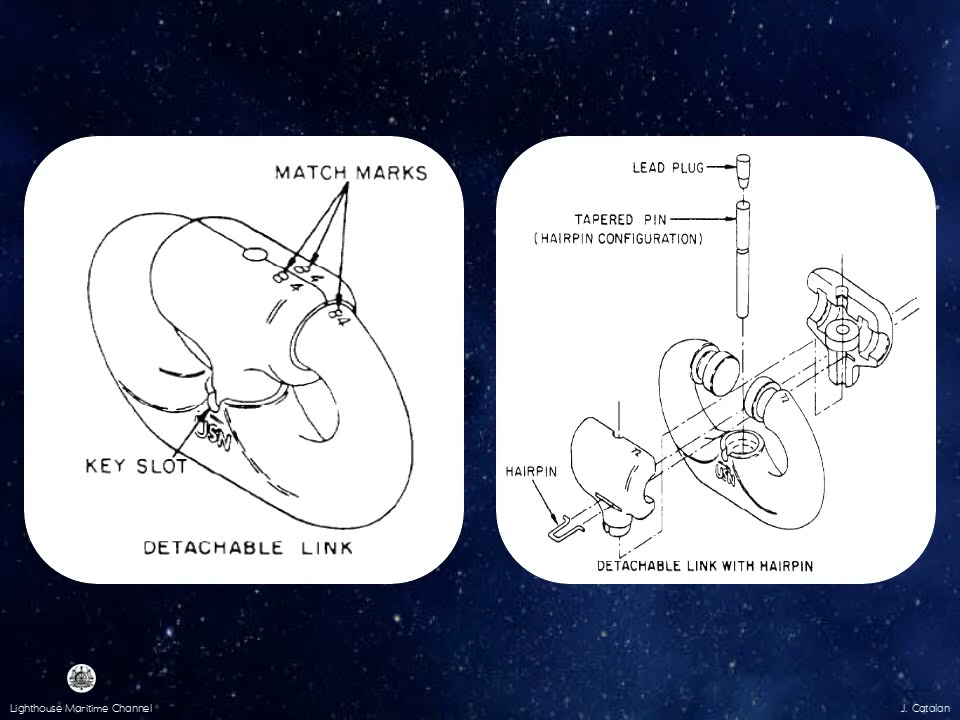 MATCH MARKS
84
84
84
USN
KEY SLOT
DETACHABLE LINK
LEAD PLUG
TAPERED PIN
(HAIRPIN CONFIGURATION)
HAIRPIN
USN
DETACHABLE LINK WITH HAIRPIN
Lighthouse Maritime Channel
J. Catalan